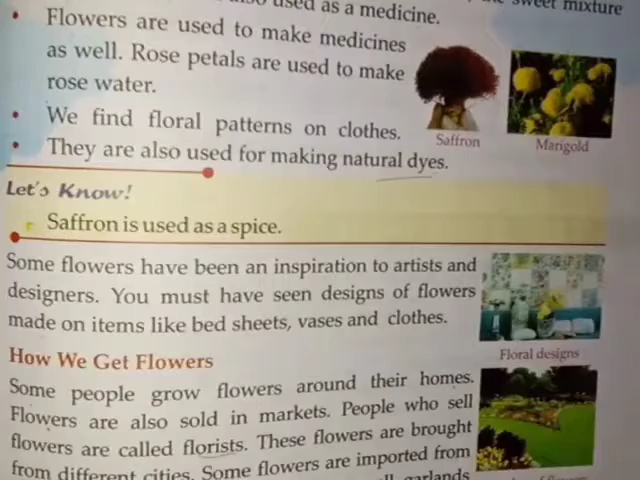 used as a medicine.
sweet mixture
• Flowers are used to make medicines
as well. Rose petals are used to make
rose water.
• We find floral patterns on clothes.
• They are also used for making natural dyes.
Saffron
Marigold
Let's Know!
Saffron is used as a spice.
Some flowers have been an inspiration to artists and
designers. You must have seen designs of flowers
made on items like bed sheets, vases and clothes.
Floral designs
How We Get Flowers
Some people grow flowers around their homes.
Flowers are also sold in markets. People who sell
flowers are called florists. These flowers are brought
from different cities. Some flowers are imported from
garlands